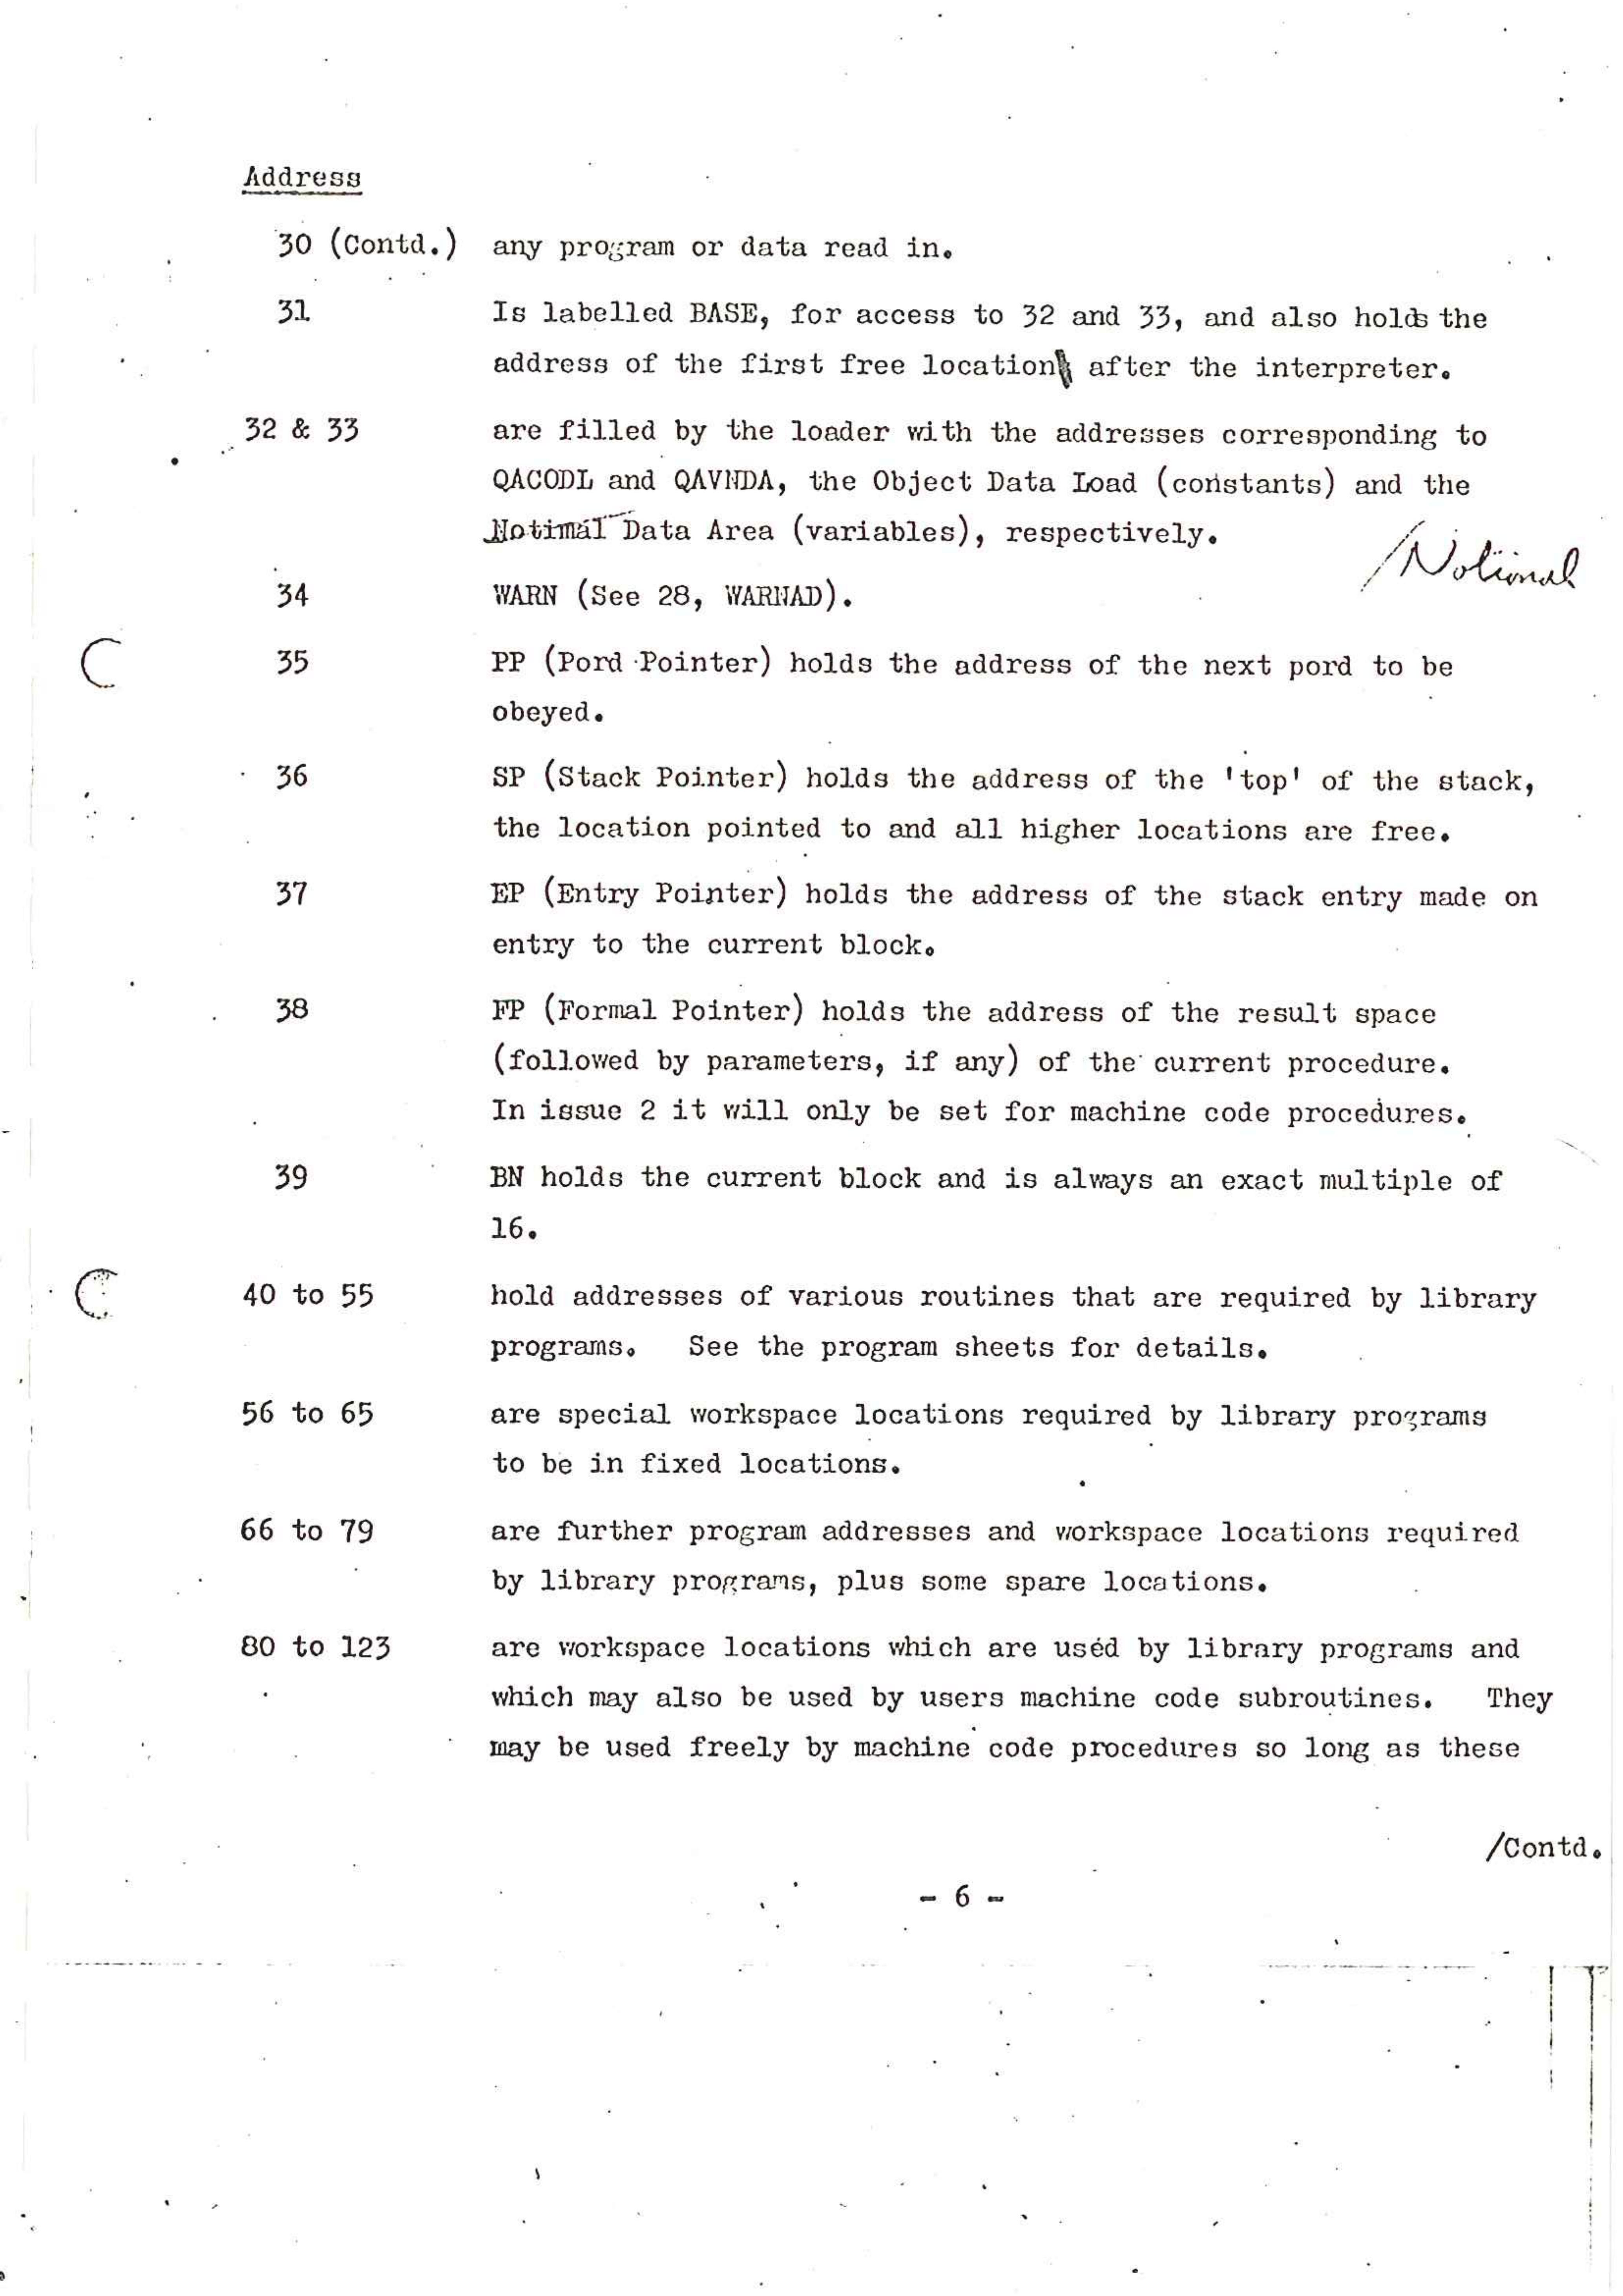 Address
30 (Contd.) any program or data read in.
31 Is labelled BASE, for access to 32 and 33, and also holds the
address of the first free location after the interpreter.
32 & 33 are filled by the loader with the addresses corresponding to
QACODL and QAVNDA, the Object Data Load (constants) and the
Notimal Data Area (variables), respectively.
/Notional
34 WARN (See 28, WARNAD).
35 PP (Pord Pointer) holds the address of the next pord to be
obeyed.
36 SP (Stack Pointer) holds the address of the 'top' of the stack,
the location pointed to and all higher locations are free.
37 EP (Entry Pointer) holds the address of the stack entry made on
entry to the current block.
38 FP (Formal Pointer) holds the address of the result space
(followed by parameters, if any) of the current procedure.
In issue 2 it will only be set for machine code procedures.
39 BN holds the current block and is always an exact multiple of
16.
40 to 55 hold addresses of various routines that are required by library
programs. See the program sheets for details.
56 to 65 are special workspace locations required by library programs
to be in fixed locations.
66 to 79 are further program addresses and workspace locations required
by library programs, plus some spare locations.
80 to 123 are workspace locations which are used by library programs and
which may also be used by users machine code subroutines. They
may be used freely by machine code procedures so long as these
/Contd.
- 6 -